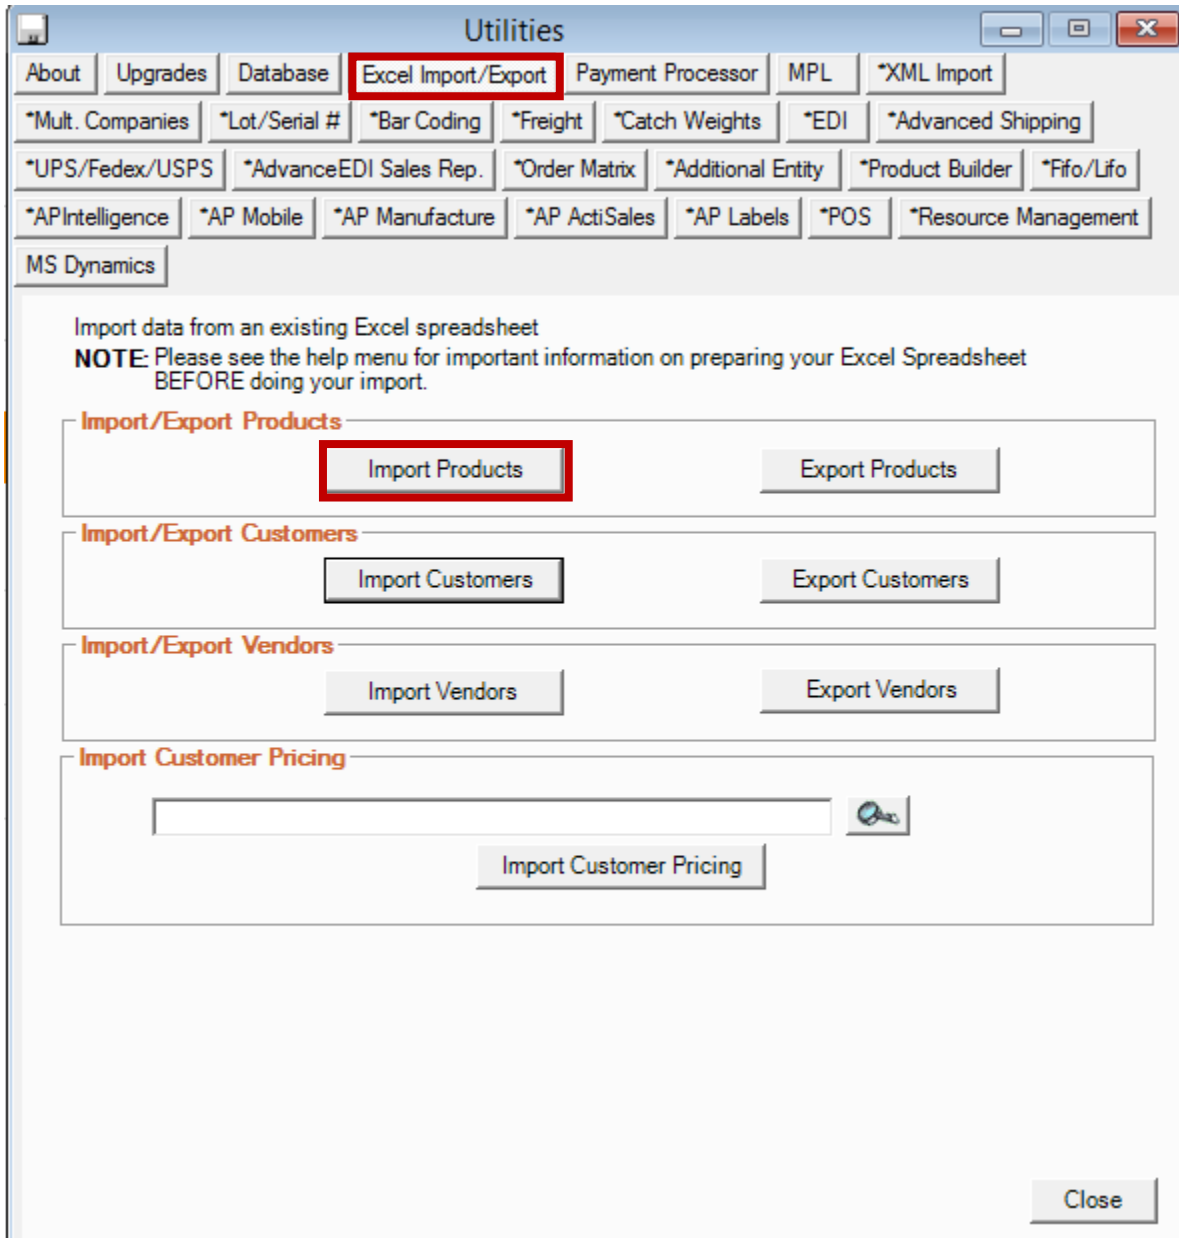 Utilities
About Upgrades Database Excel Import/Export Payment Processor MPL *XML Import
*Mult. Companies *Lot/Serial # *Bar Coding *Freight *Catch Weights *EDI *Advanced Shipping
*UPS/Fedex/USPS *AdvanceEDI Sales Rep. *Order Matrix *Additional Entity *Product Builder *Fifo/Lifo
*APIntelligence *AP Mobile *AP Manufacture *AP ActiSales *AP Labels *POS *Resource Management
MS Dynamics
Import data from an existing Excel spreadsheet
NOTE: Please see the help menu for important information on preparing your Excel Spreadsheet
BEFORE doing your import.
Import/Export Products
Import Products Export Products
Import/Export Customers
Import Customers Export Customers
Import/Export Vendors
Import Vendors Export Vendors
Import Customer Pricing
Import Customer Pricing
Close